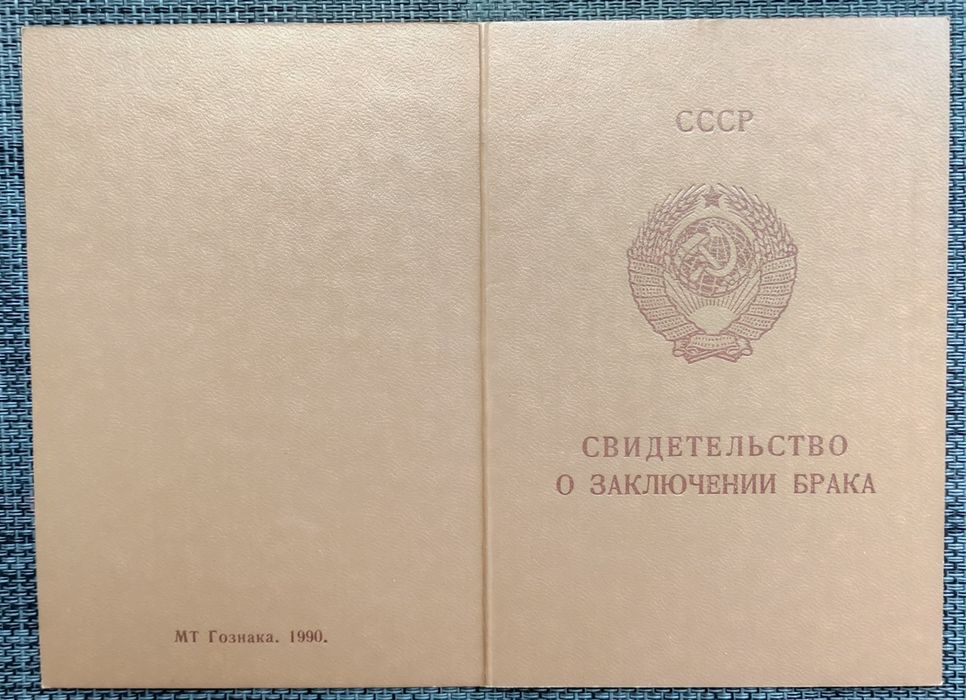 МТ Гознака. 1990.
СССР
СВИДЕТЕЛЬСТВО
О ЗАКЛЮЧЕНИИ БРАКА